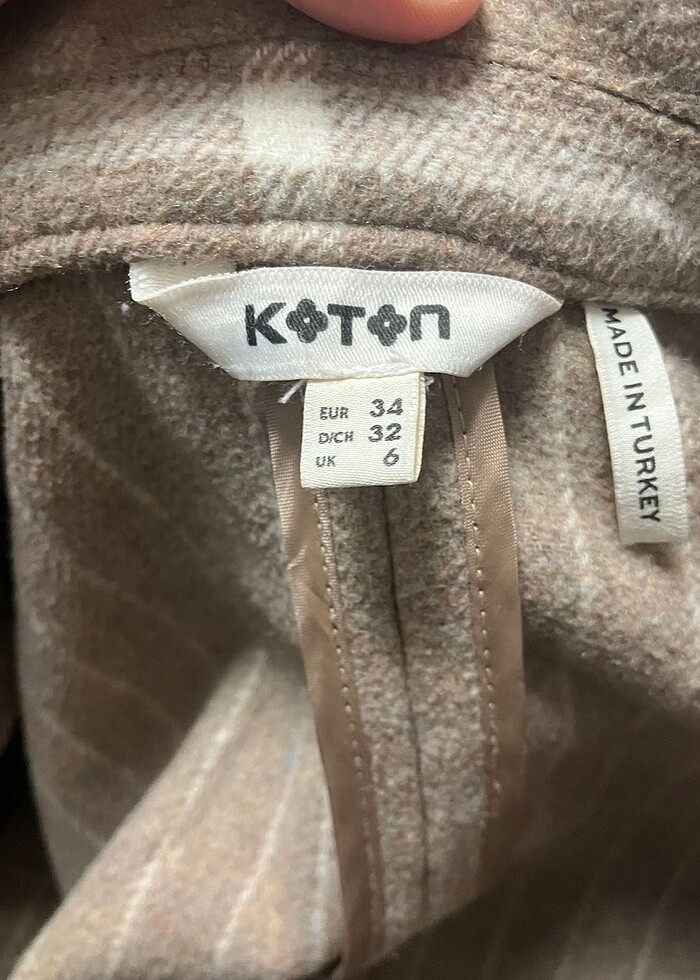 KOTON
EUR 34
D/CH 32
UK 6
MADE IN TURKEY